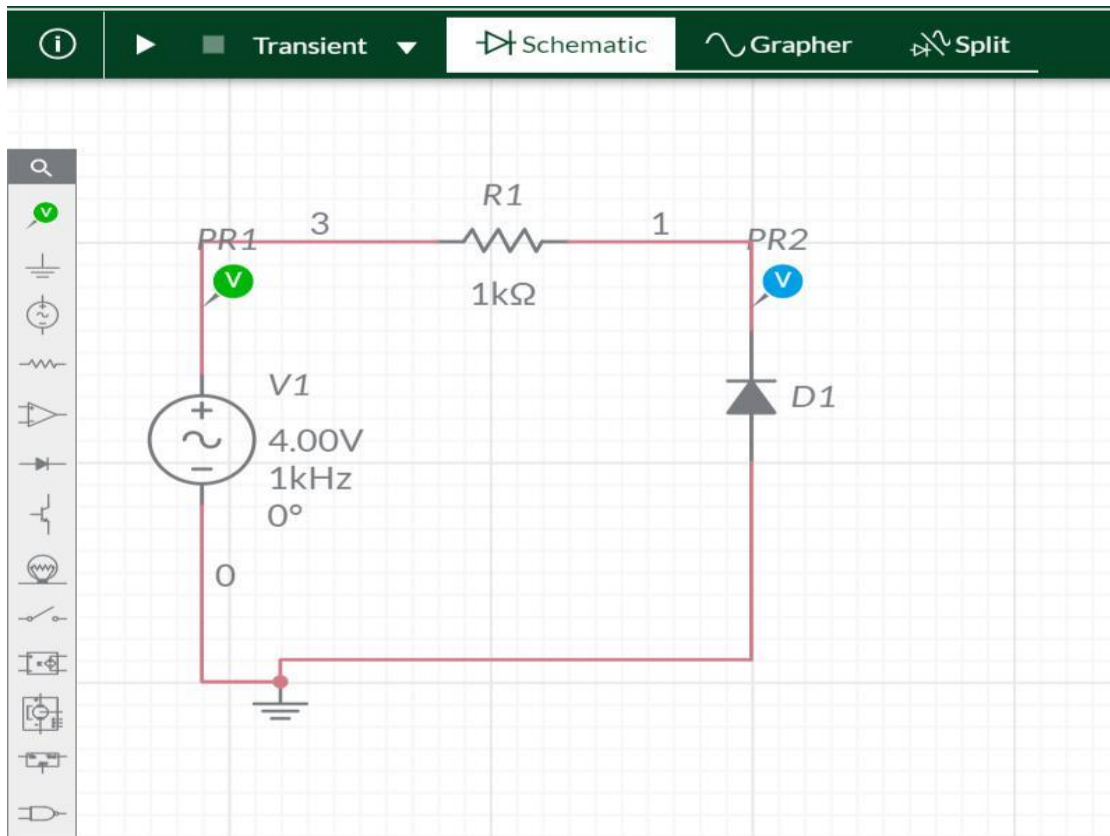 Transient
Schematic
Grapher
Split
R1
3
1
PR1
PR2
V
V
V
1kΩ
V1
D1
4.00V
1kHz
0°
0